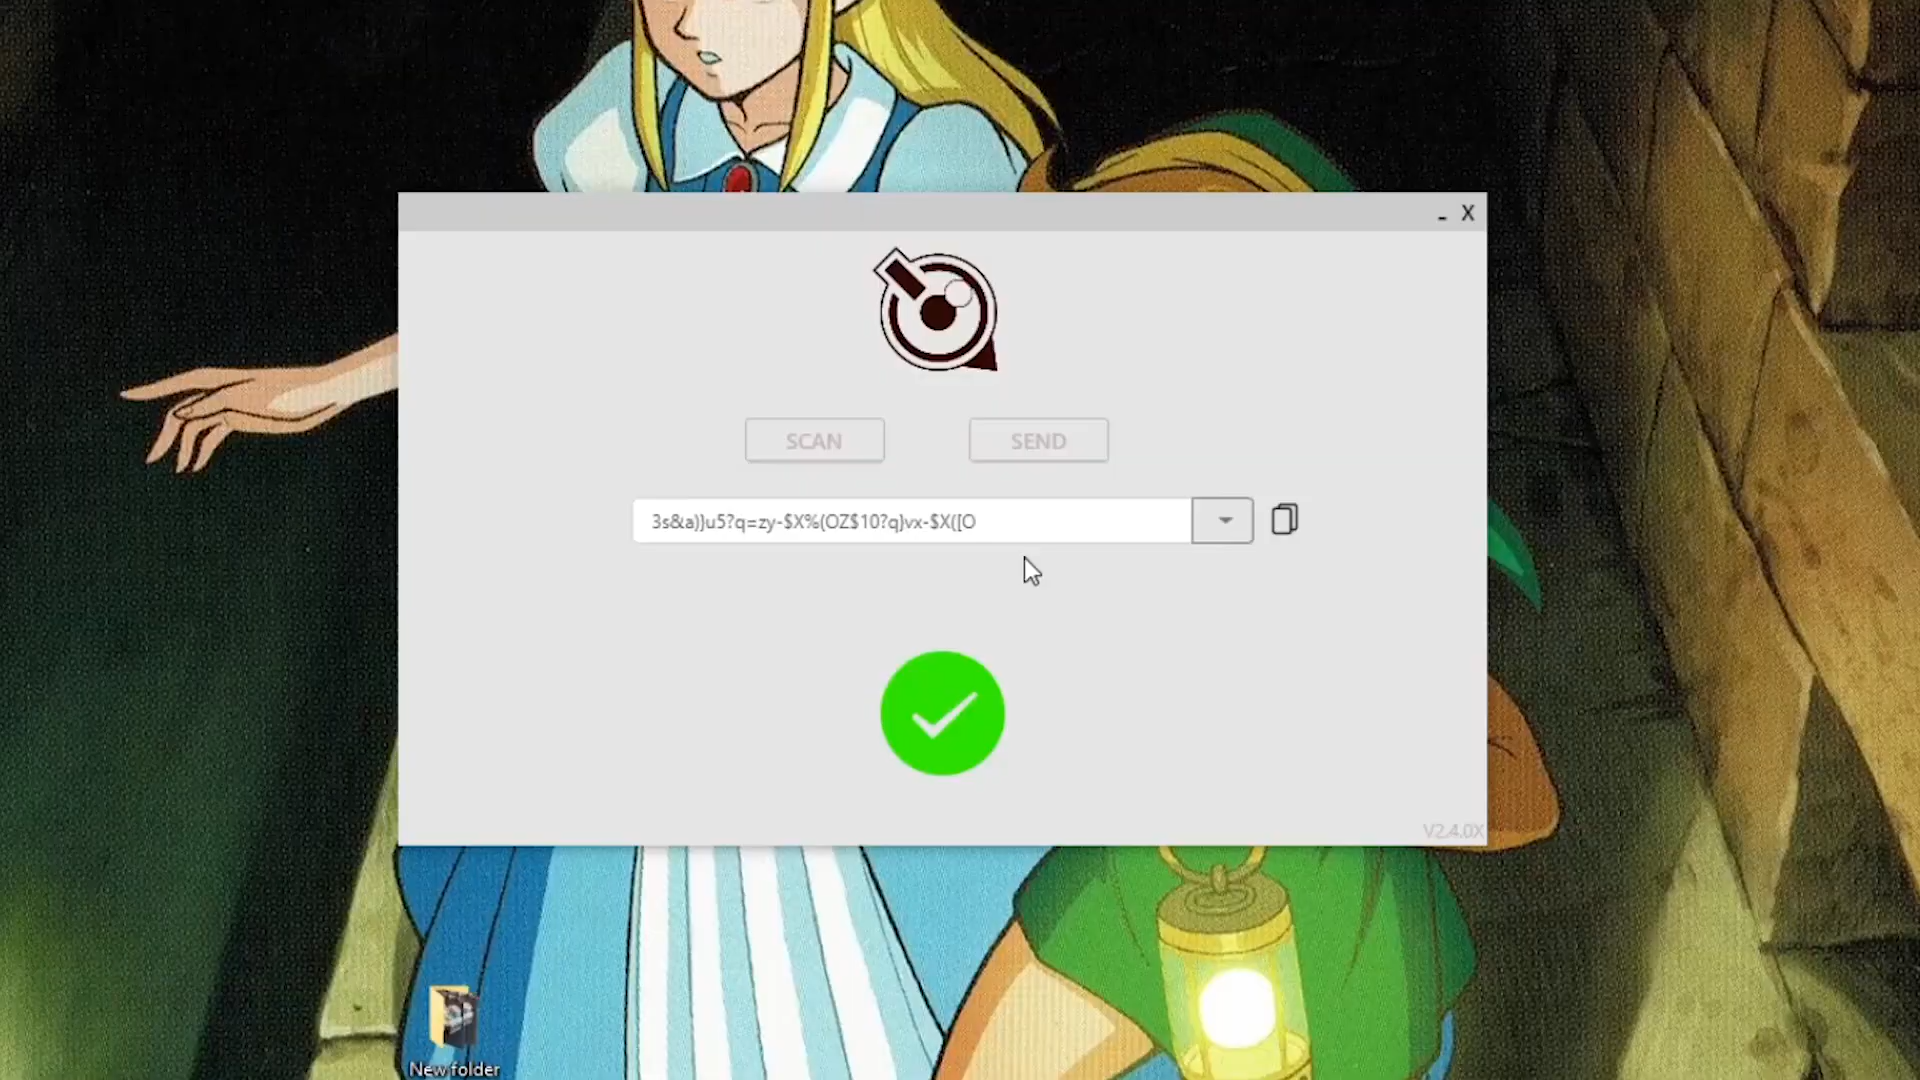 - X
SCAN SEND
3s&a}}u5?q=zy-$X%(OZ$10?q}vx-$X([O
V2.4.0X
New folder